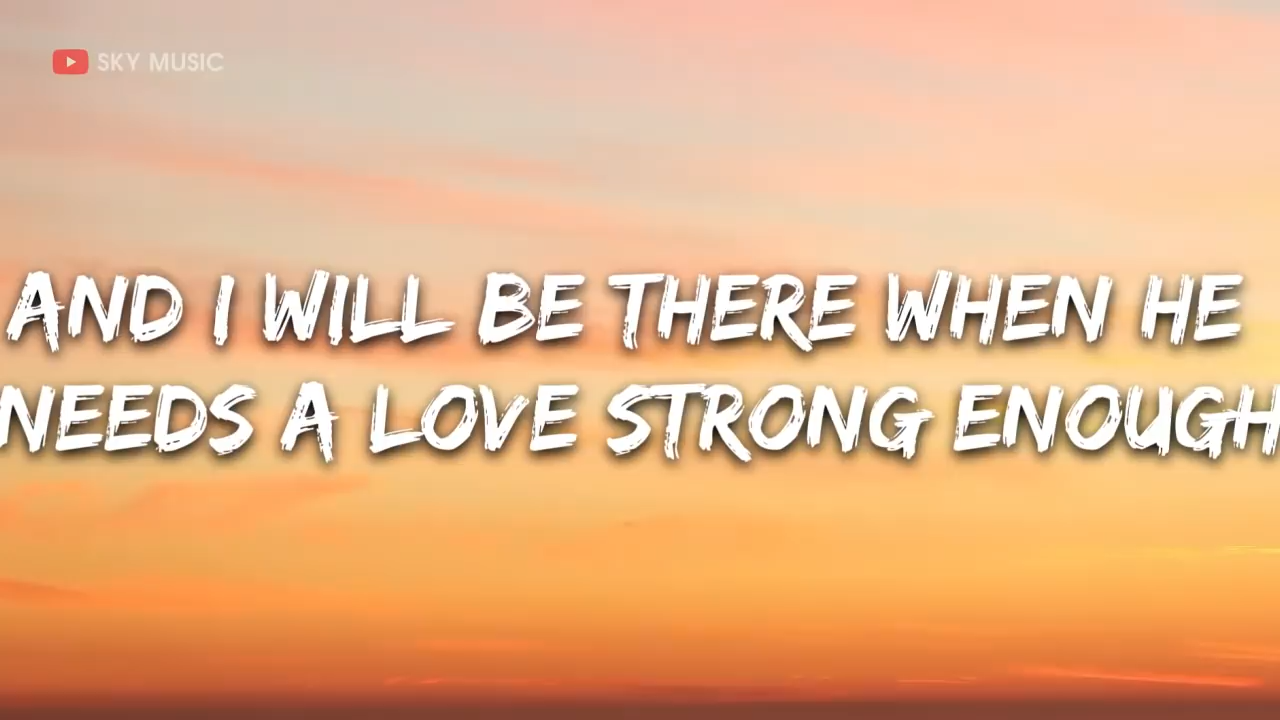 SKY MUSIC
AND I WILL BE THERE WHEN HE
NEEDS A LOVE STRONG ENOUGH